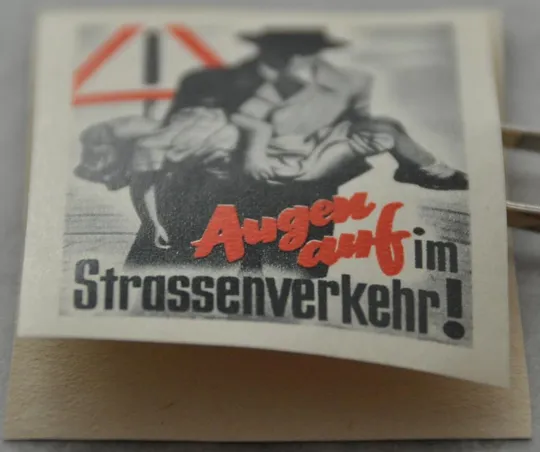 Augen
auf im
Strassenverkehr!